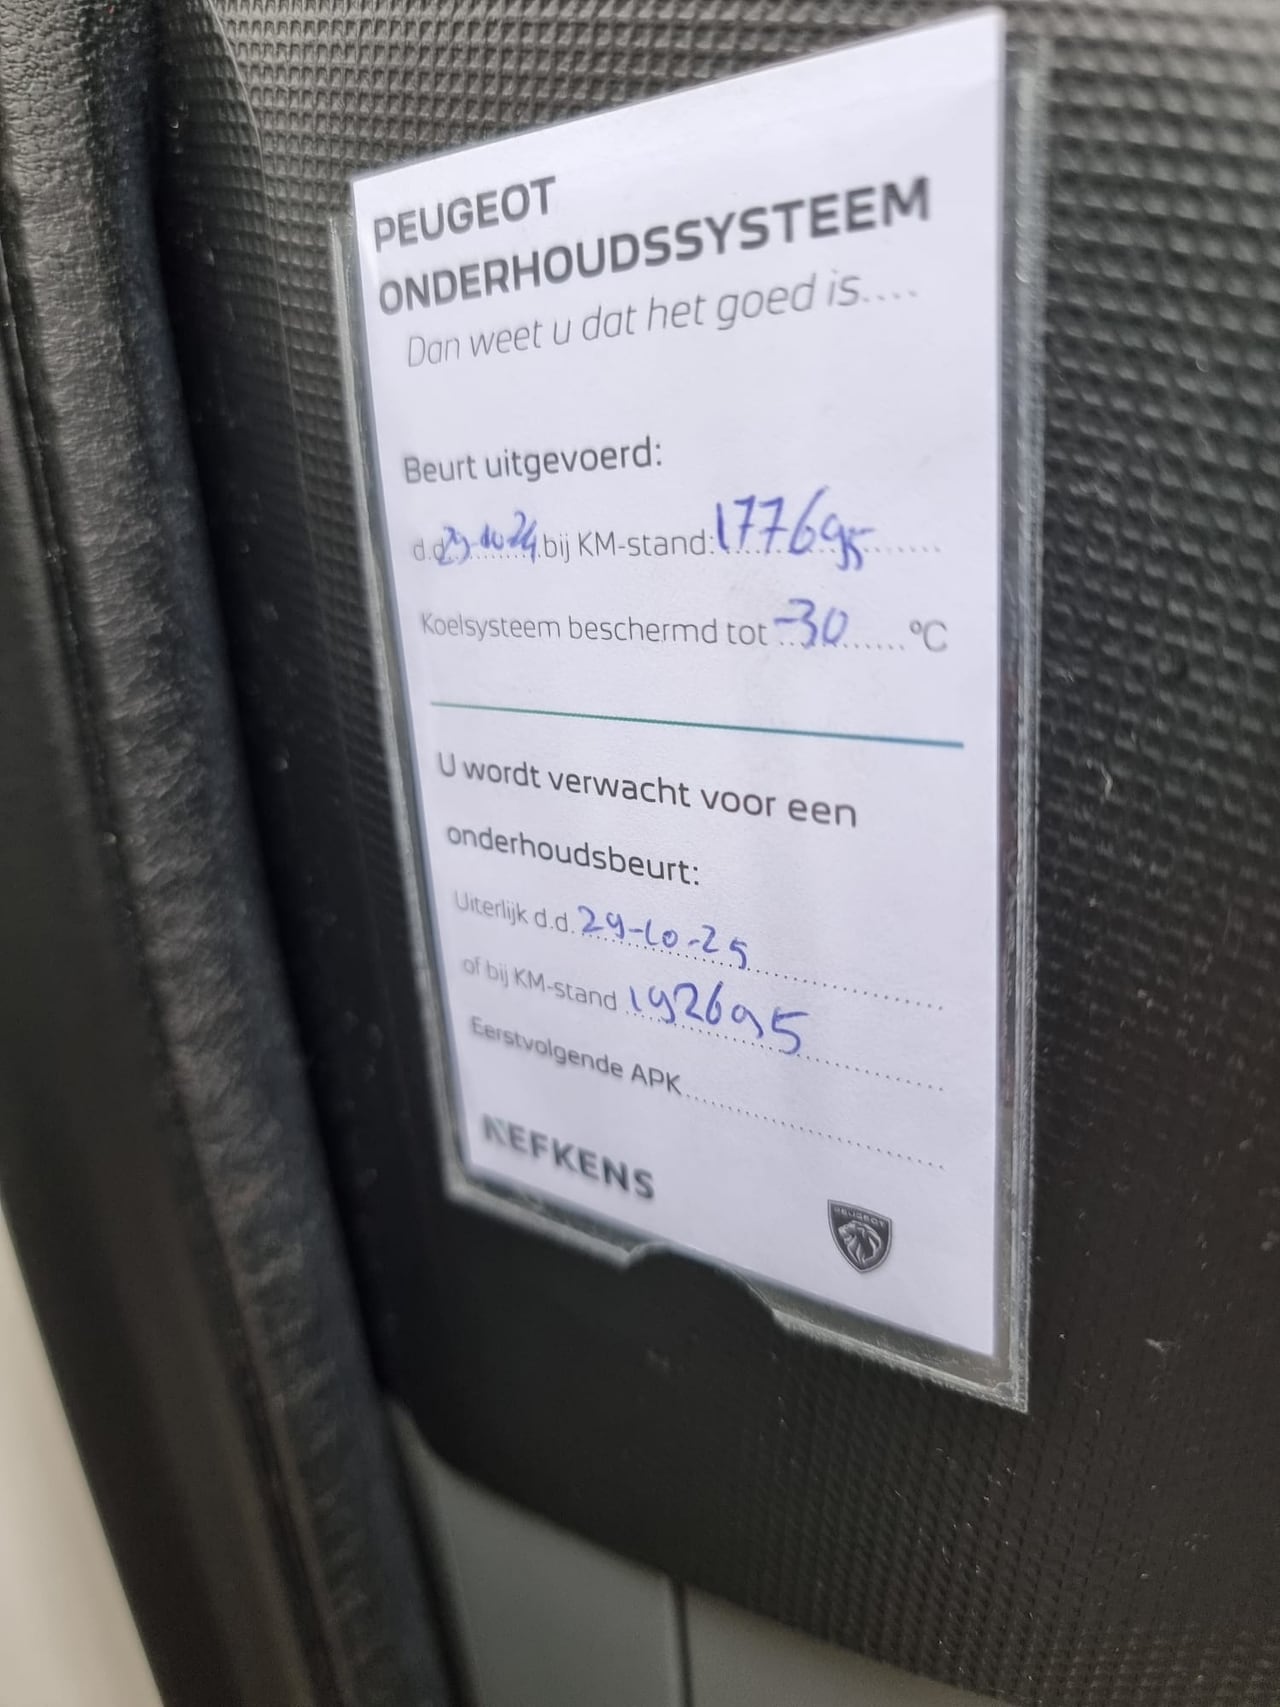 PEUGEOT
ONDERHOUDSSYSTEEM
Dan weet u dat het goed is....
Beurt uitgevoerd:
d.d. 29-10-24 bij KM-stand: 177695
Koelsysteem beschermd tot -30 °C
U wordt verwacht voor een
onderhoudsbeurt:
Uiterlijk d.d. 29-10-25
of bij KM-stand 192695
Eerstvolgende APK
NEFKENS
PEUGEOT